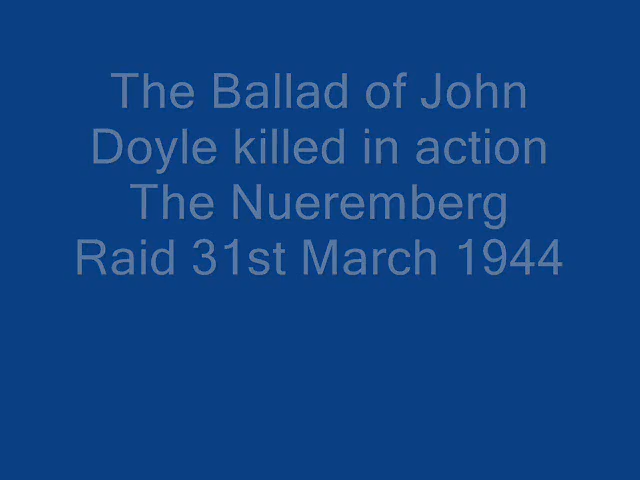 The Ballad of John
Doyle killed in action
The Nueremberg
Raid 31st March 1944